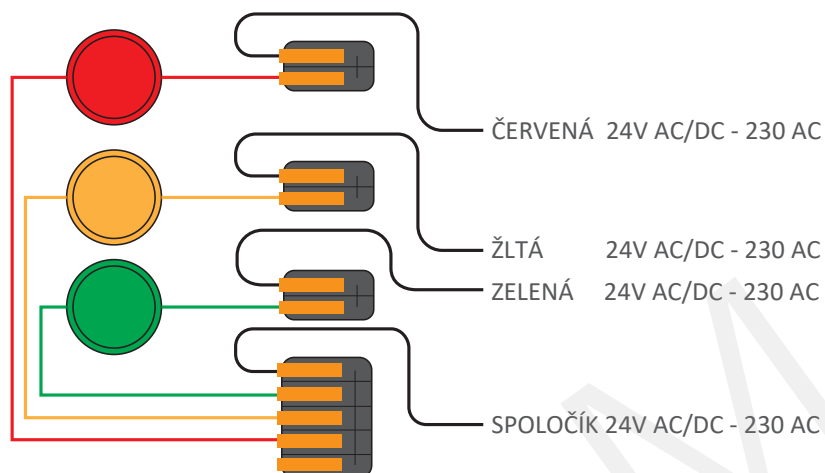 ČERVENÁ 24V AC/DC - 230 AC
ŽLTÁ 24V AC/DC - 230 AC
ZELENÁ 24V AC/DC - 230 AC
SPOLOČÍK 24V AC/DC - 230 AC